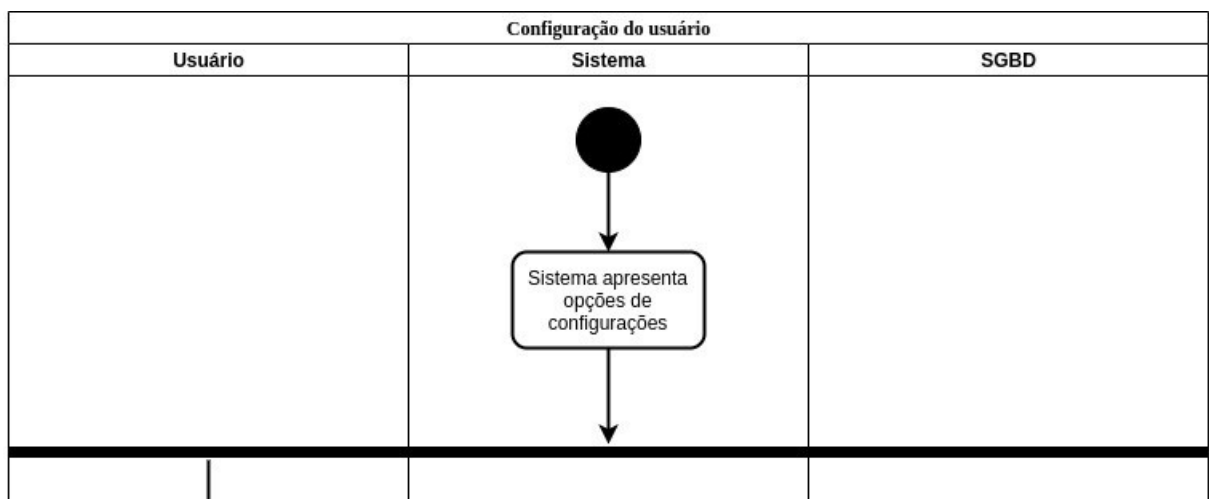 Configuração do usuário
Usuário
Sistema
SGBD
Sistema apresenta
opções de
configurações